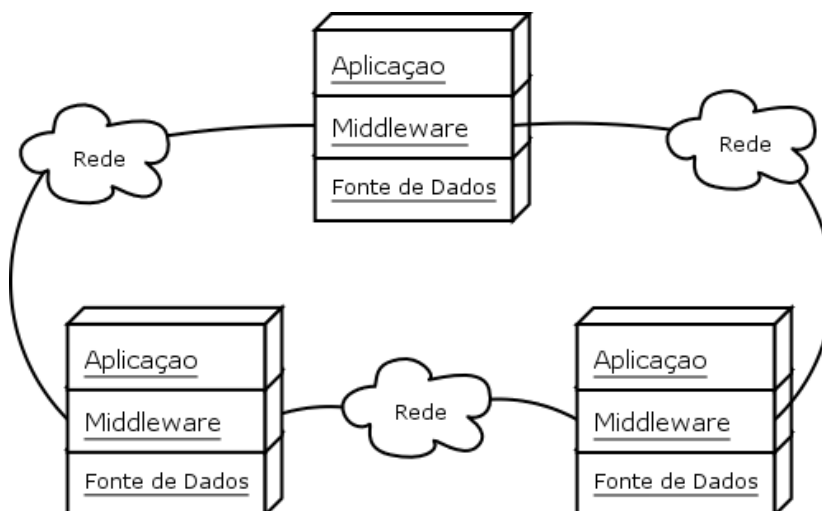 Aplicaçao
Rede
Middleware
Rede
Fonte de Dados
Aplicaçao
Middleware
Fonte de Dados
Rede
Aplicaçao
Middleware
Fonte de Dados